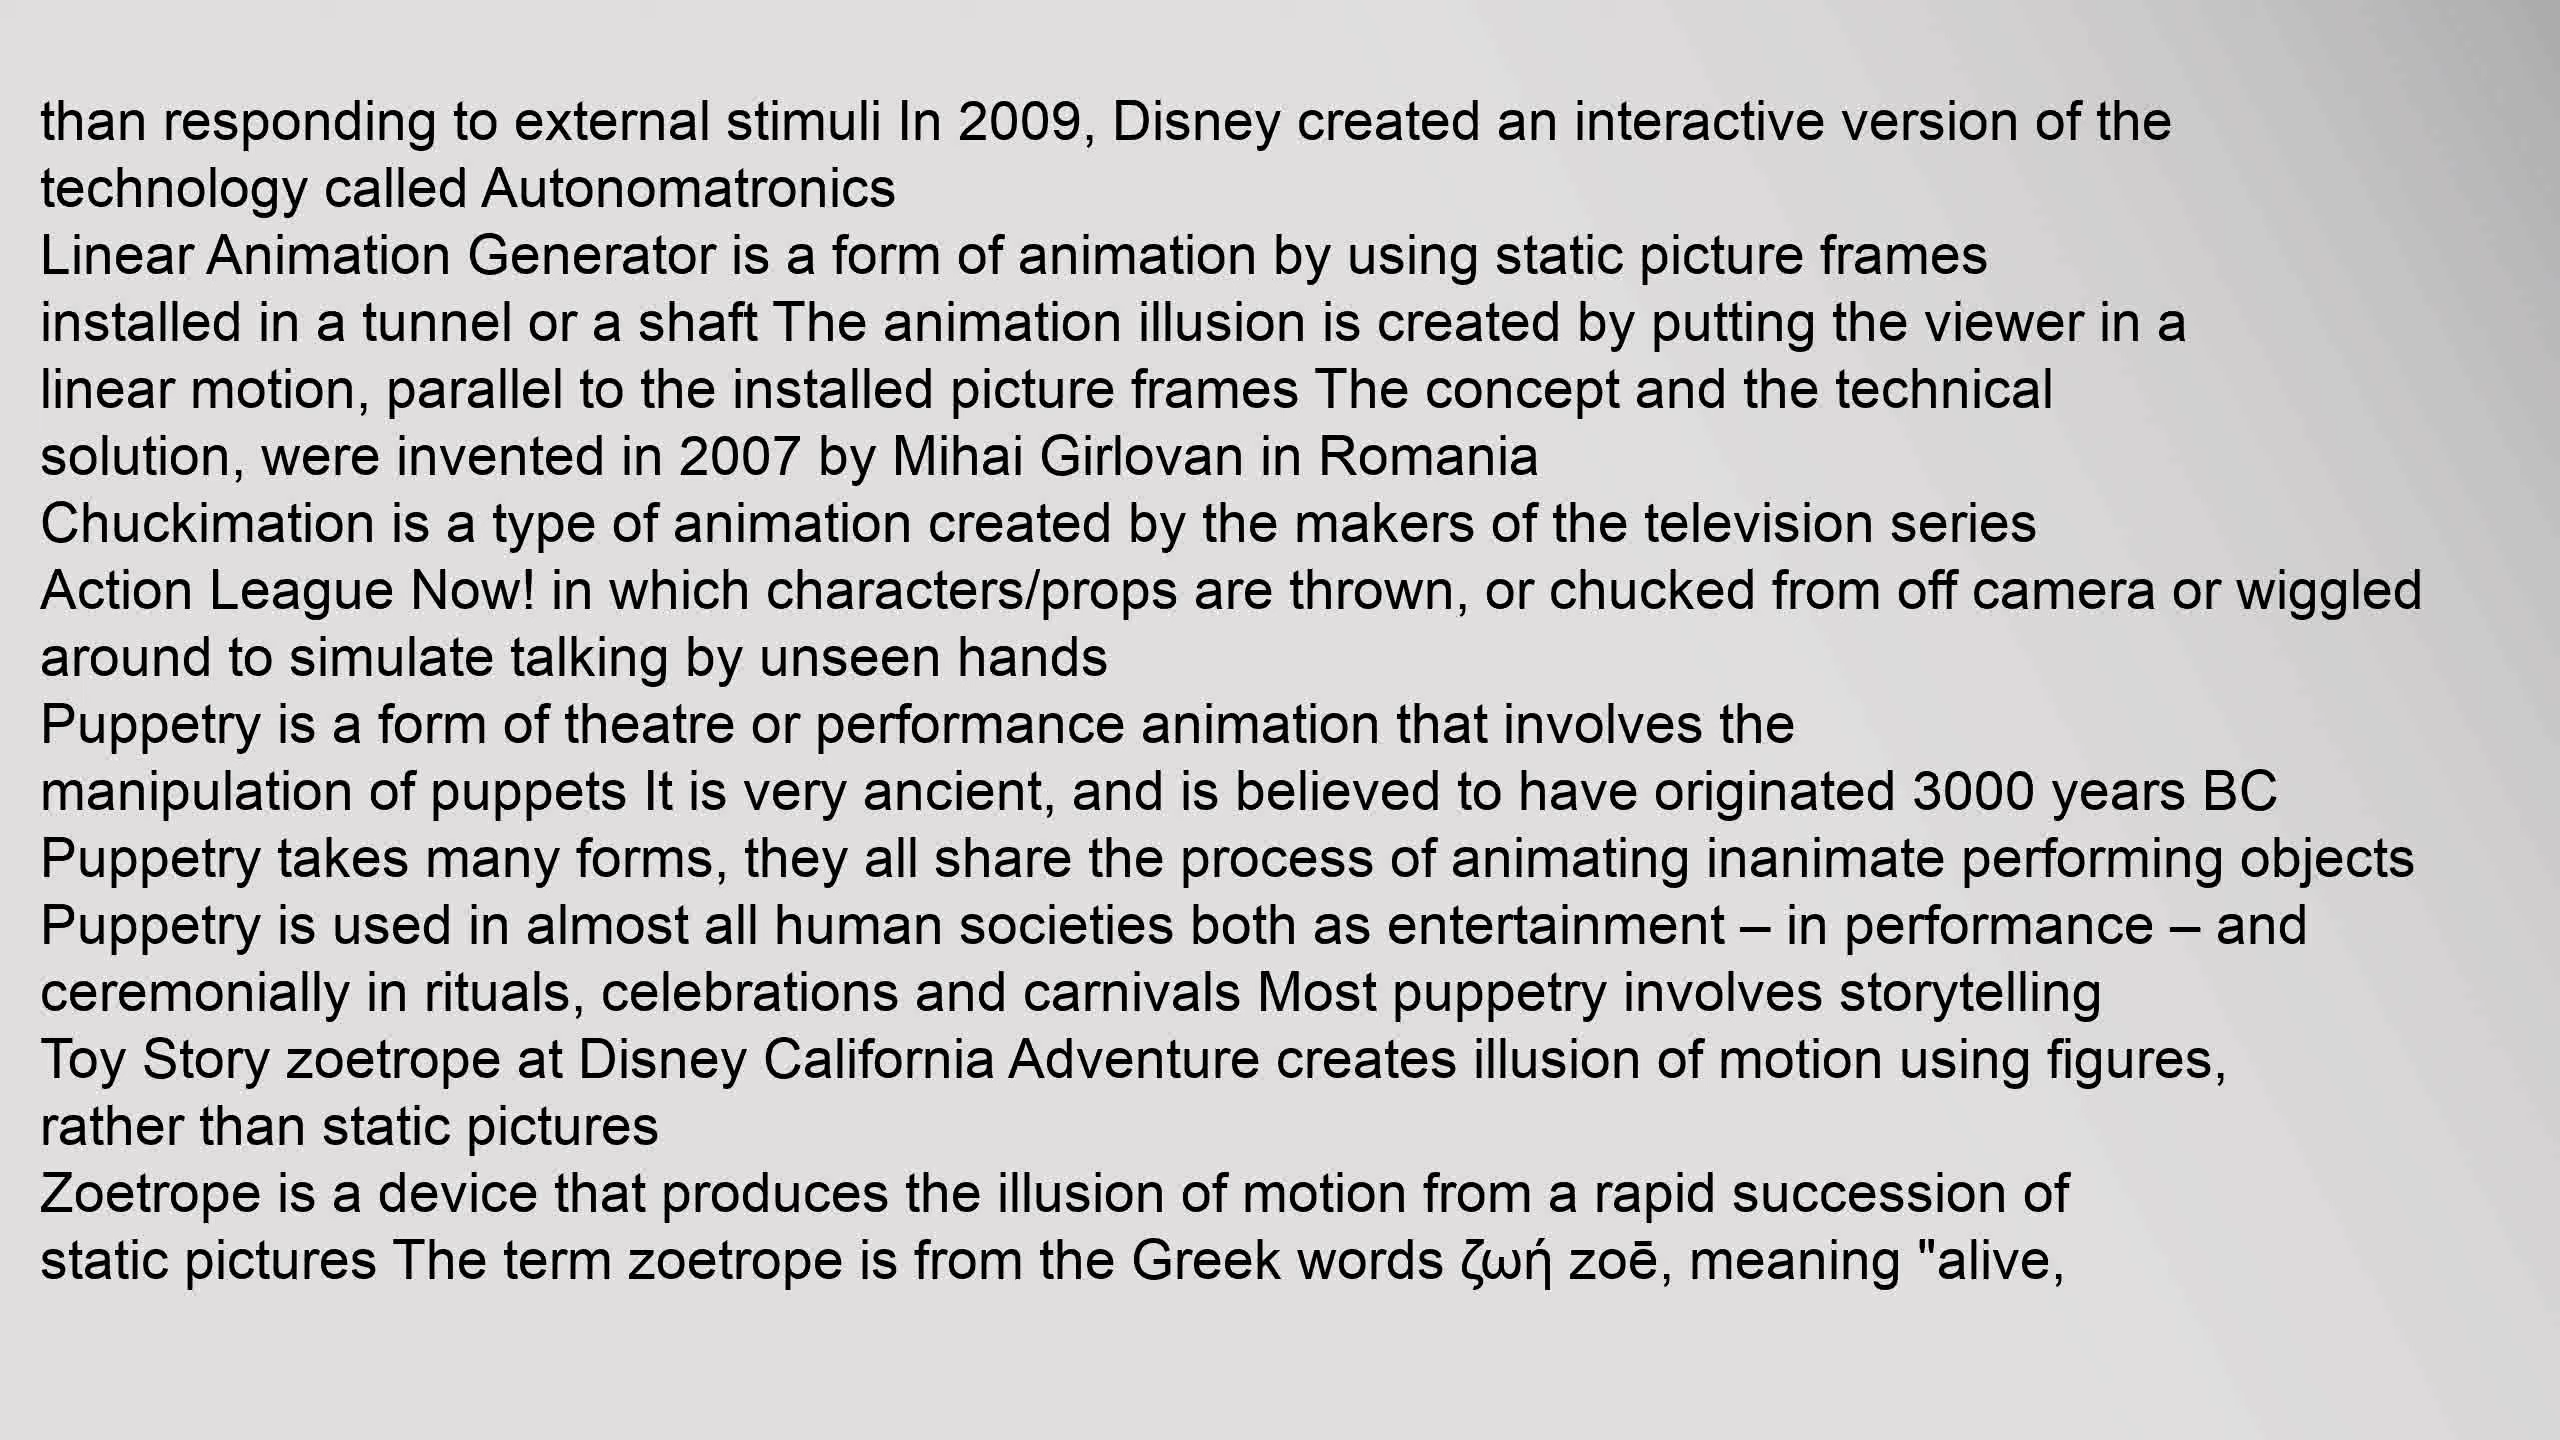 than responding to external stimuli In 2009, Disney created an interactive version of the
technology called Autonomatronics
Linear Animation Generator is a form of animation by using static picture frames
installed in a tunnel or a shaft The animation illusion is created by putting the viewer in a
linear motion, parallel to the installed picture frames The concept and the technical
solution, were invented in 2007 by Mihai Girlovan in Romania
Chuckimation is a type of animation created by the makers of the television series
Action League Now! in which characters/props are thrown, or chucked from off camera or wiggled
around to simulate talking by unseen hands
Puppetry is a form of theatre or performance animation that involves the
manipulation of puppets It is very ancient, and is believed to have originated 3000 years BC
Puppetry takes many forms, they all share the process of animating inanimate performing objects
Puppetry is used in almost all human societies both as entertainment – in performance – and
ceremonially in rituals, celebrations and carnivals Most puppetry involves storytelling
Toy Story zoetrope at Disney California Adventure creates illusion of motion using figures,
rather than static pictures
Zoetrope is a device that produces the illusion of motion from a rapid succession of
static pictures The term zoetrope is from the Greek words ζωή zoē, meaning "alive,